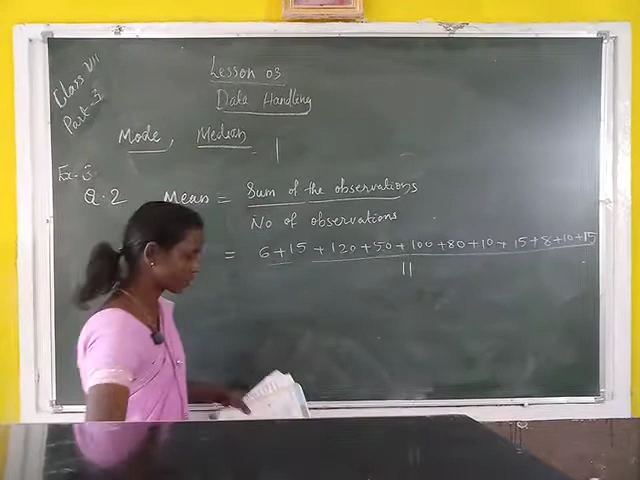 Class VII
Part-3
Lesson 03
Data Handling
Mode, Median
Ex-3
Q.2 Mean = Sum of the observations
No of observations
= 6+15+120+50+100+80+10+15+8+10+15
11